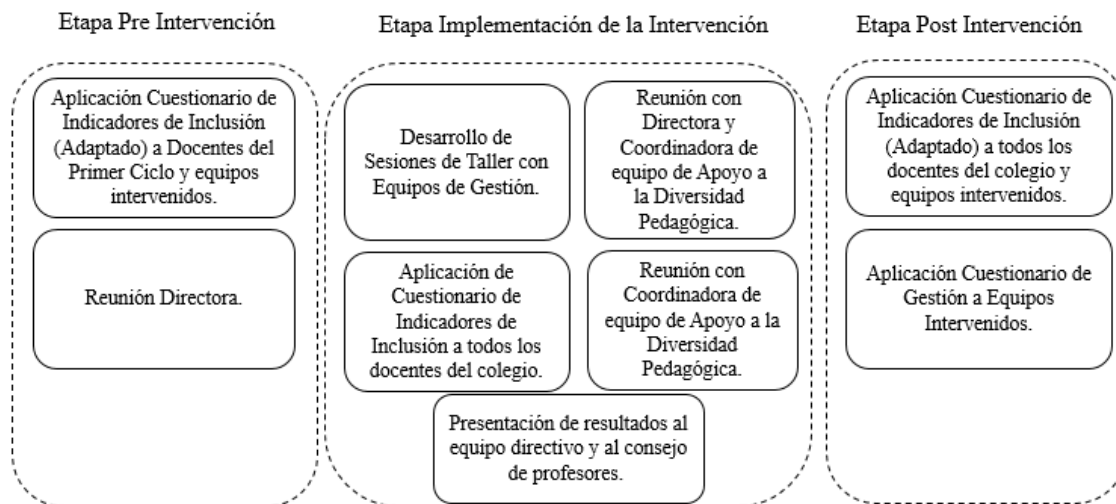 Etapa Pre Intervención
Aplicación Cuestionario de
Indicadores de Inclusión
(Adaptado) a Docentes del
Primer Ciclo y equipos
intervenidos.
Reunión Directora.
Etapa Implementación de la Intervención
Desarrollo de
Sesiones de Taller con
Equipos de Gestión.
Reunión con
Directora y
Coordinadora de
equipo de Apoyo a
la Diversidad
Pedagógica.
Aplicación de
Cuestionario de
Indicadores de
Inclusión a todos los
docentes del colegio.
Reunión con
Coordinadora de
equipo de Apoyo a la
Diversidad
Pedagógica.
Presentación de resultados al
equipo directivo y al consejo
de profesores.
Etapa Post Intervención
Aplicación Cuestionario de
Indicadores de Inclusión
(Adaptado) a todos los
docentes del colegio y
equipos intervenidos.
Aplicación Cuestionario de
Gestión a Equipos
Intervenidos.